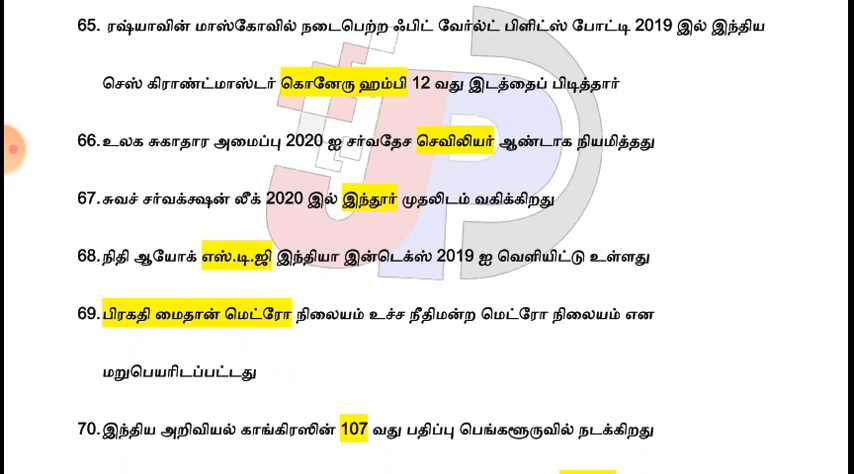 65. ரஷ்யாவின் மாஸ்கோவில் நடைபெற்ற ஃபிட் வேர்ல்ட் பிளிட்ஸ் போட்டி 2019 இல் இந்திய
செஸ் கிராண்ட்மாஸ்டர் கொனேரு ஹம்பி 12 வது இடத்தைப் பிடித்தார்
66. உலக சுகாதார அமைப்பு 2020 ஐ சர்வதேச செவிலியர் ஆண்டாக நியமித்தது
67. சுவச் சர்வக்க்ஷன் லீக் 2020 இல் இந்தூர் முதலிடம் வகிக்கிறது
68. நிதி ஆயோக் எஸ்.டி.ஜி இந்தியா இன்டெக்ஸ் 2019 ஐ வெளியிட்டு உள்ளது
69. பிரகதி மைதான் மெட்ரோ நிலையம் உச்ச நீதிமன்ற மெட்ரோ நிலையம் என
மறுபெயரிடப்பட்டது
70. இந்திய அறிவியல் காங்கிரஸின் 107 வது பதிப்பு பெங்களூருவில் நடக்கிறது